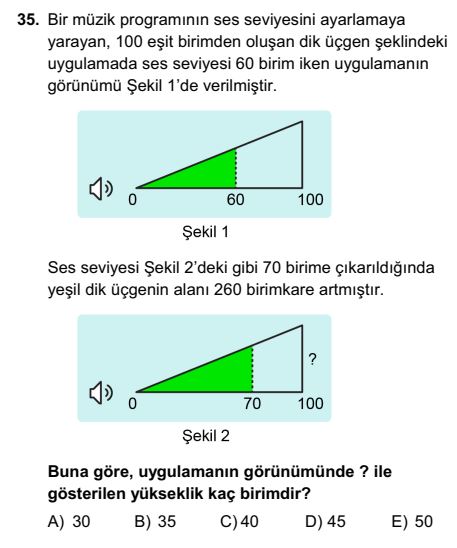 35. Bir müzik programının ses seviyesini ayarlamaya
yarayan, 100 eşit birimden oluşan dik üçgen şeklindeki
uygulamada ses seviyesi 60 birim iken uygulamanın
görünümü Şekil 1'de verilmiştir.
0 60 100
Şekil 1
Ses seviyesi Şekil 2'deki gibi 70 birime çıkarıldığında
yeşil dik üçgenin alanı 260 birimkare artmıştır.
?
0 70 100
Şekil 2
Buna göre, uygulamanın görünümünde ? ile
gösterilen yükseklik kaç birimdir?
A) 30 B) 35 C) 40 D) 45 E) 50